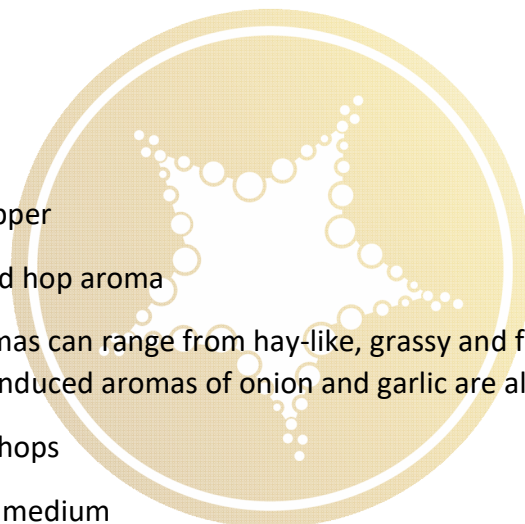 pper
d hop aroma
mas can range from hay-like, grassy and f
nduced aromas of onion and garlic are al
hops
medium